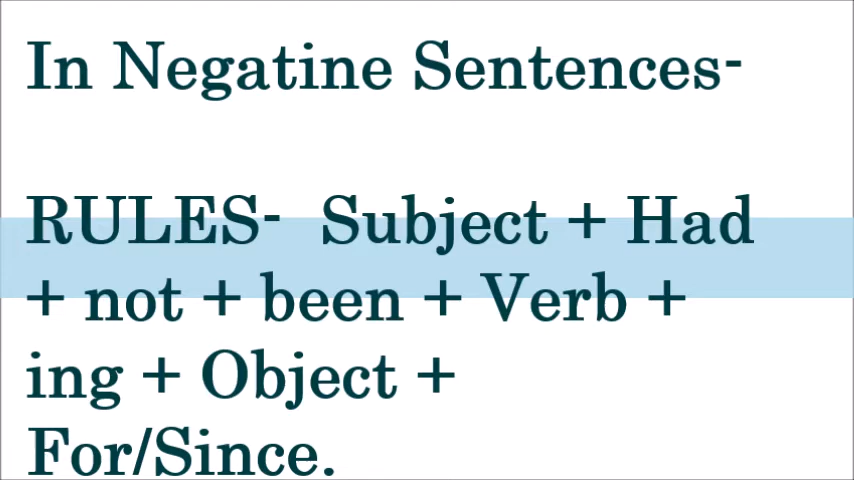 In Negatine Sentences-
RULES- Subject + Had
+ not + been + Verb +
ing + Object +
For/Since.